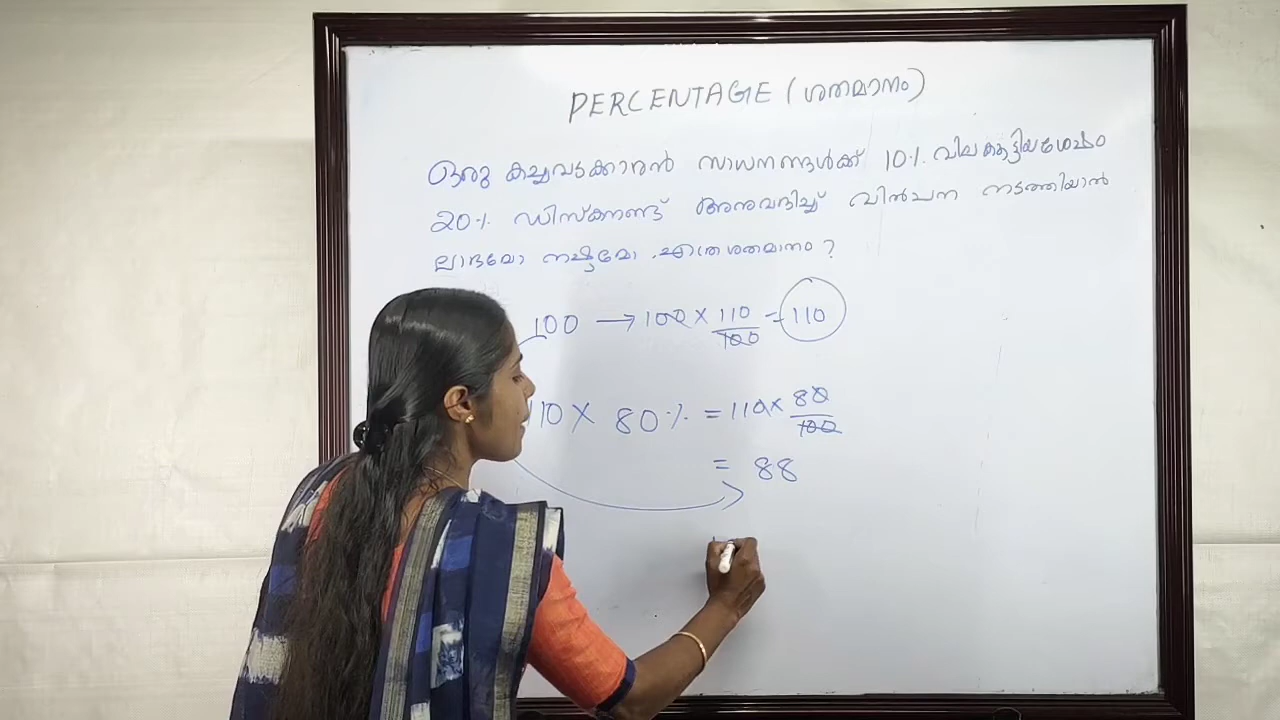 PERCENTAGE (ശതമാനം)
ഒരു കച്ചവടക്കാരൻ സാധനങ്ങൾക്ക് 10% വില കൂട്ടിയശേഷം
20% ഡിസ്കൗണ്ട് അനുവദിച്ച് വിൽപന നടത്തിയാൽ
ലാഭമോ നഷ്ടമോ എത്ര ശതമാനം ?
100 → 100 × 110/100 = 110
110 × 80% = 110 × 80/100
= 88